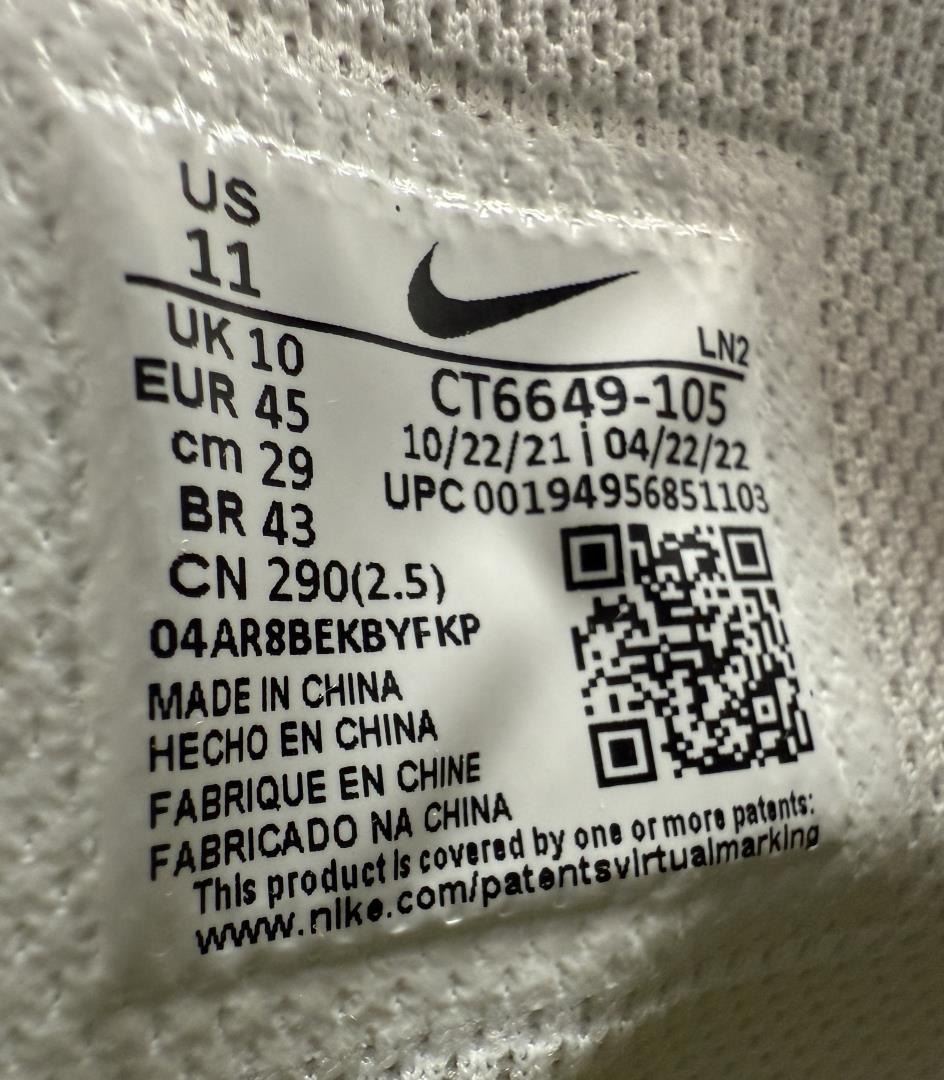 US
11
UK 10
EUR 45
cm 29
BR 43
CN 290(2.5)
LN2
CT6649-105
10/22/21 | 04/22/22
UPC 00194956851103
04AR8BEKBYFKP
MADE IN CHINA
HECHO EN CHINA
FABRIQUE EN CHINE
FABRICADO NA CHINA
This product is covered by one or more patents:
www.nike.com/patentsvirtualmarking